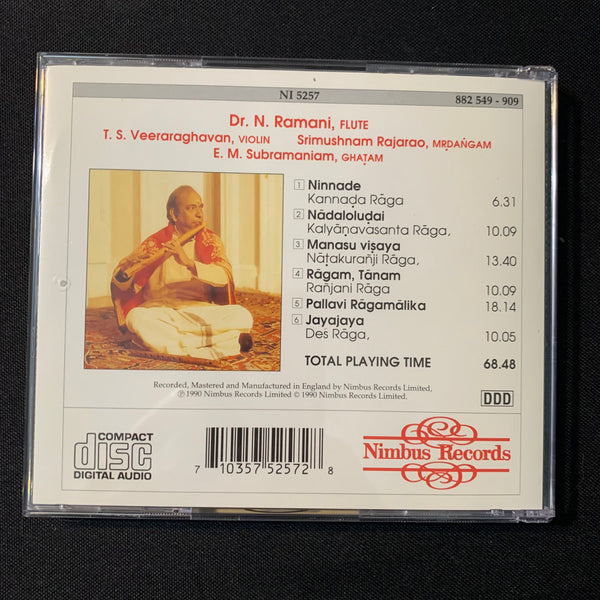 NI 5257 882 549 - 909
Dr. N. Ramani, FLUTE
T. S. Veeraraghavan, VIOLIN Srimushnam Rajarao, MṚDAṄGAM
E. M. Subramaniam, GHAṬAM
1 Ninnade
Kannaḍa Rāga 6.31
2 Nādaloluḍai
Kalyāṇavasanta Rāga, 10.09
3 Manasu viṣaya
Nāṭakurañji Rāga, 13.40
4 Rāgam, Tānam
Rañjani Rāga 10.09
5 Pallavi Rāgamālika 18.14
6 Jayajaya
Des Rāga, 10.05
TOTAL PLAYING TIME 68.48
Recorded, Mastered and Manufactured in England by Nimbus Records Limited,
Ⓟ 1990 Nimbus Records Limited © 1990 Nimbus Records Limited.
DDD
COMPACT
disc
DIGITAL AUDIO
7 10357 52572 8
Nimbus Records